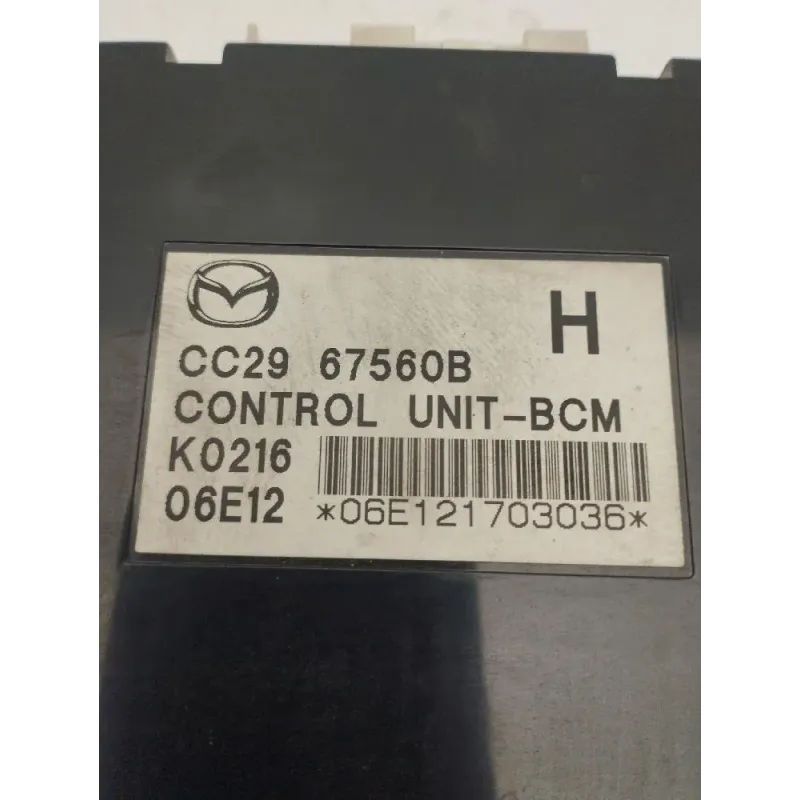 H
CC29 67560B
CONTROL UNIT-BCM
K0216
06E12 *06E121703036*